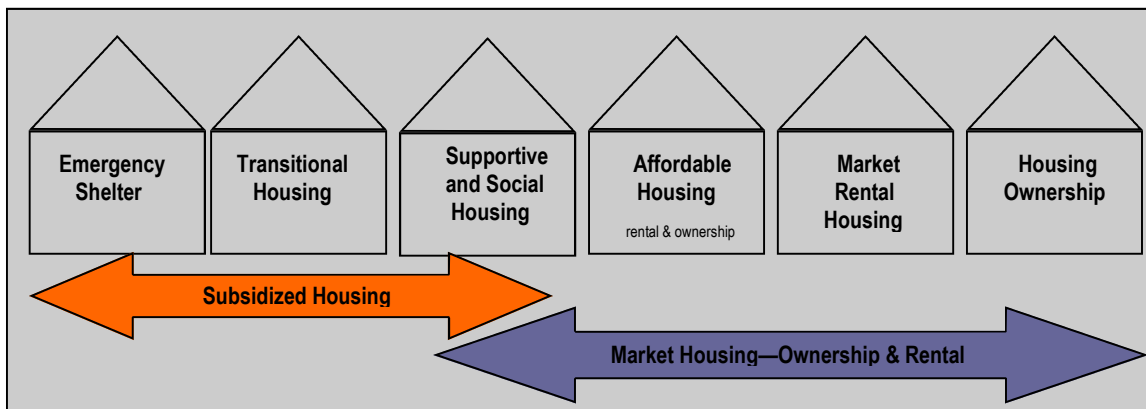 Emergency
Shelter
Transitional
Housing
Supportive
and Social
Housing
Affordable
Housing
rental & ownership
Market
Rental
Housing
Housing
Ownership
Subsidized Housing
Market Housing—Ownership & Rental